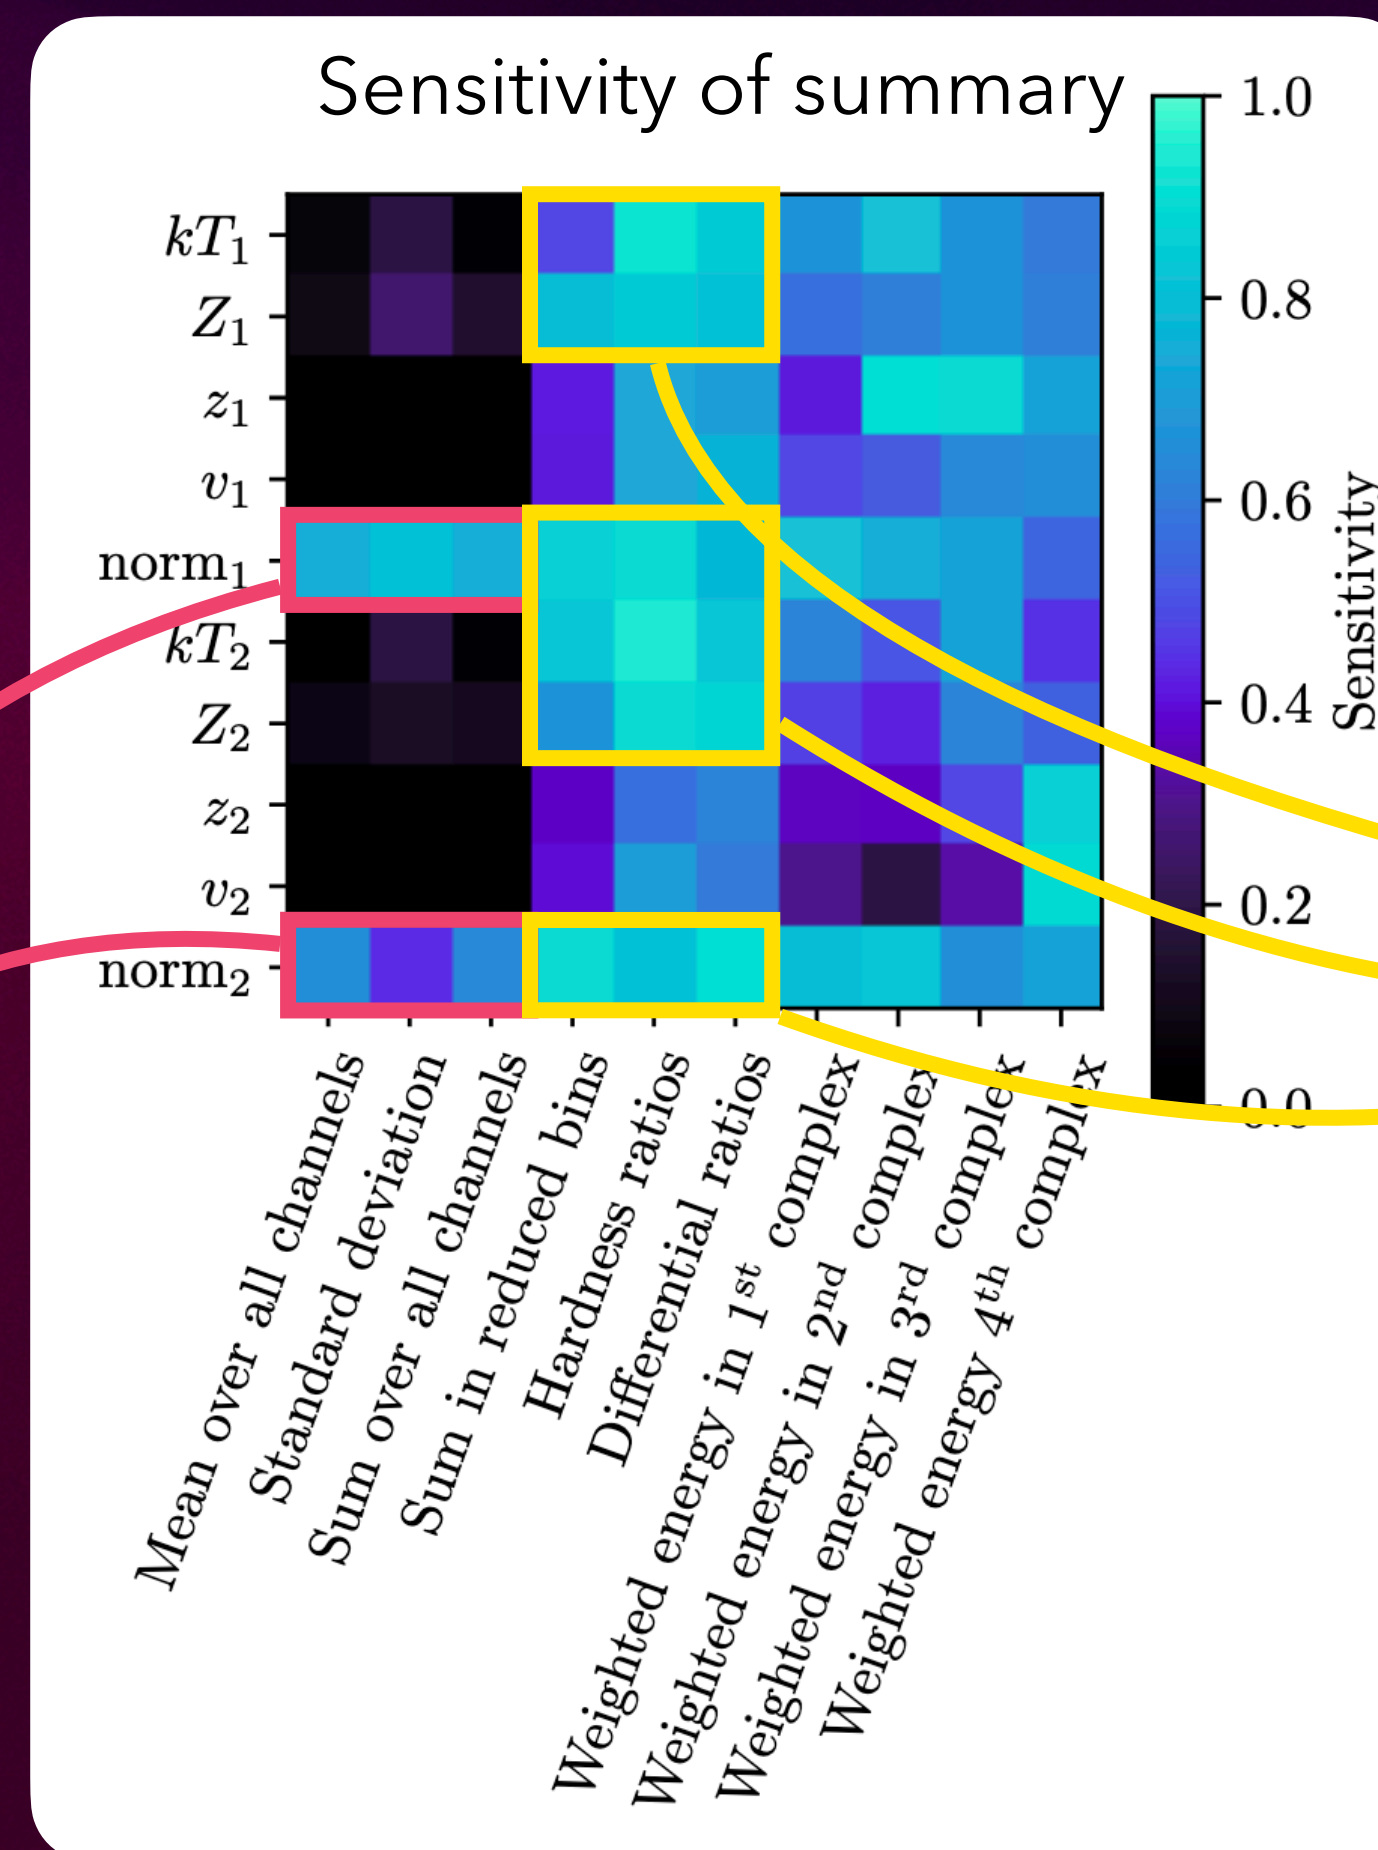 Sensitivity of summary
1.0
0.8
0.6
0.4
0.2
0.0
Sensitivity
kT1
Z1
z1
v1
norm1
kT2
Z2
z2
v2
norm2
Mean over all channels
Standard deviation
Sum over all channels
Sum in reduced bins
Hardness ratios
Differential ratios
Weighted energy in 1st complex
Weighted energy in 2nd complex
Weighted energy in 3rd complex
Weighted energy 4th complex